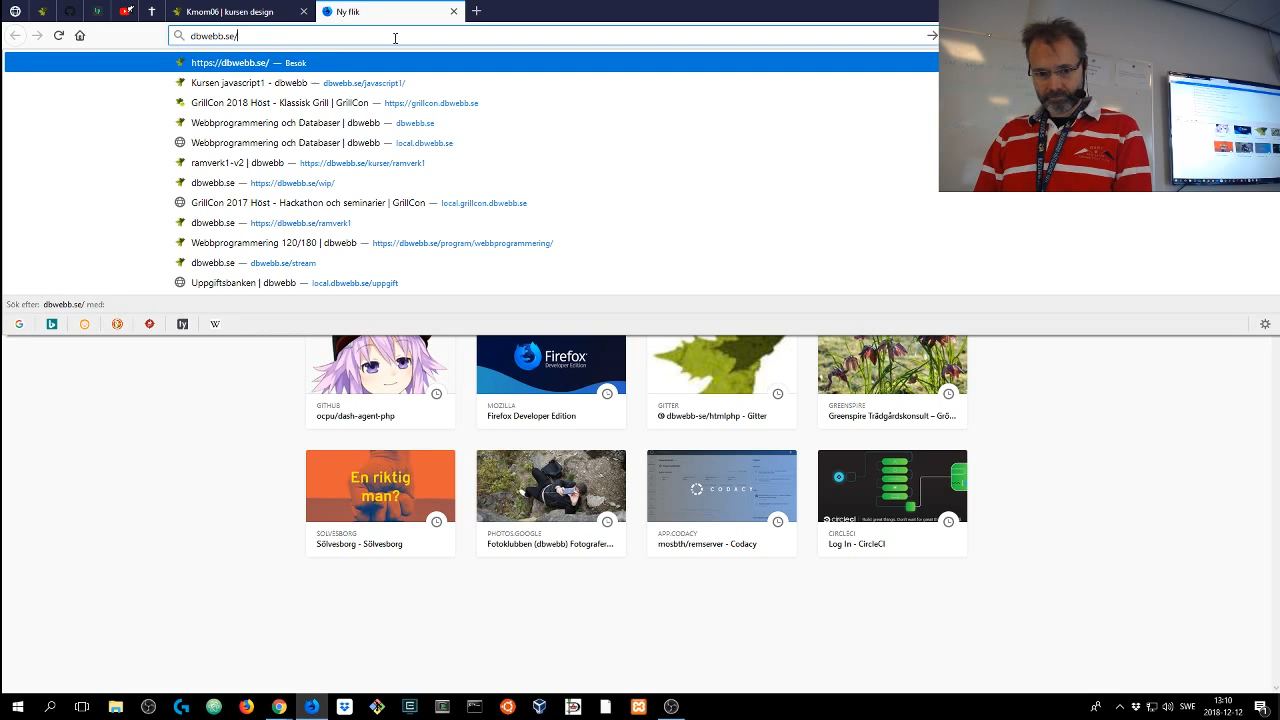 Kmom06 | kursen design
Ny flik
dbwebb.se/
https://dbwebb.se/ — Besök
Kursen javascript1 - dbwebb — dbwebb.se/javascript1/
GrillCon 2018 Höst - Klassisk Grill | GrillCon — https://grillcon.dbwebb.se
Webbprogrammering och Databaser | dbwebb — dbwebb.se
Webbprogrammering och Databaser | dbwebb — local.dbwebb.se
ramverk1-v2 | dbwebb — https://dbwebb.se/kurser/ramverk1
dbwebb.se — https://dbwebb.se/wip/
GrillCon 2017 Höst - Hackathon och seminarier | GrillCon — local.grillcon.dbwebb.se
dbwebb.se — https://dbwebb.se/ramverk1
Webbprogrammering 120/180 | dbwebb — https://dbwebb.se/program/webbprogrammering/
dbwebb.se — dbwebb.se/stream
Uppgiftsbanken | dbwebb — local.dbwebb.se/uppgift
Sök efter: dbwebb.se/ med:
Firefox
Developer Edition
GITHUB
ocpu/dash-agent-php
MOZILLA
Firefox Developer Edition
GITTER
dbwebb-se/htmlphp - Gitter
GREENSPIRE
Greenspire Trädgårdskonsult – Grö...
En riktig
man?
CODACY
circleci
SOLVESBORG
Sölvesborg - Sölvesborg
PHOTOS.GOOGLE
Fotoklubben (dbwebb) Fotografer...
APP.CODACY
mosbth/remserver - Codacy
CIRCLECI
Log In - CircleCI
SWE
13:10
2018-12-12